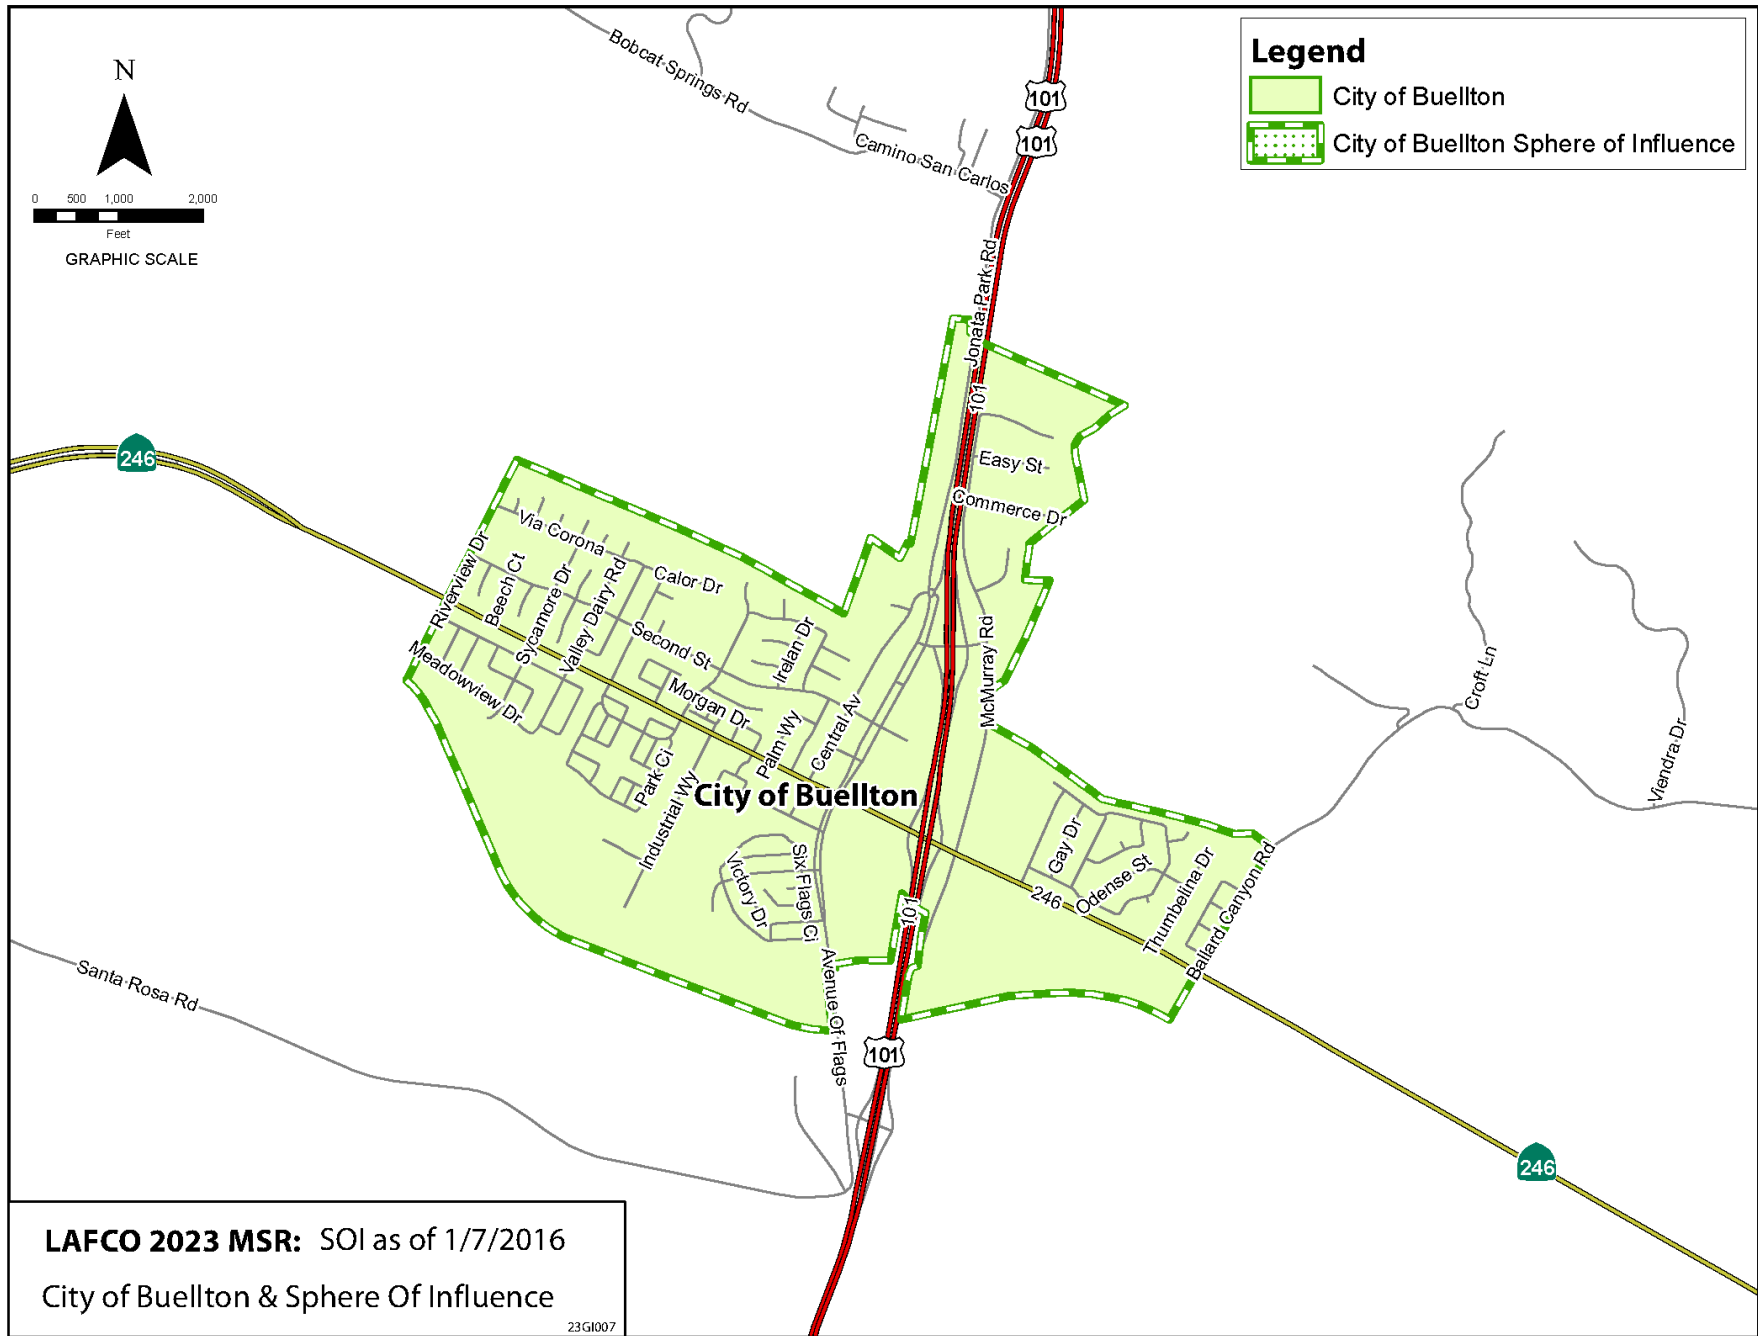 N
0 500 1,000 2,000
Feet
GRAPHIC SCALE
Legend
City of Buellton
City of Buellton Sphere of Influence
Bobcat Springs Rd
101
101
Camino San Carlos
Jonata Park Rd
101
246
Easy St
Commerce Dr
Via Corona
Riverview Dr
Beech Ct
Sycamore Dr
Valley Dairy Rd
Calor Dr
Second St
Irelan Dr
Meadowview Dr
Morgan Dr
Palm Wy
Central Av
McMurray Rd
Croft Ln
Viendra Dr
Park Ci
Industrial Wy
City of Buellton
Gay Dr
Odense St
Thumbelina Dr
Ballard Canyon Rd
246
Victory Dr
Six Flags Ci
101
Avenue Of Flags
Santa Rosa Rd
101
246
LAFCO 2023 MSR: SOI as of 1/7/2016
City of Buellton & Sphere Of Influence
23GI007